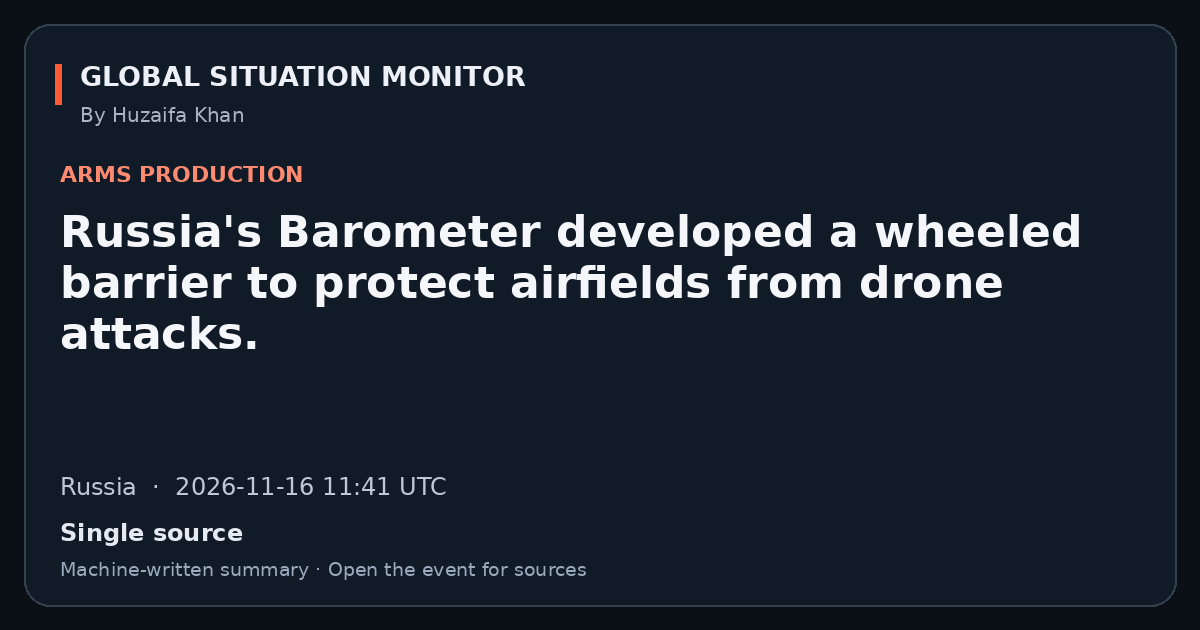 GLOBAL SITUATION MONITOR
By Huzaifa Khan
ARMS PRODUCTION
Russia's Barometer developed a wheeled
barrier to protect airfields from drone
attacks.
Russia · 2026-11-16 11:41 UTC
Single source
Machine-written summary · Open the event for sources